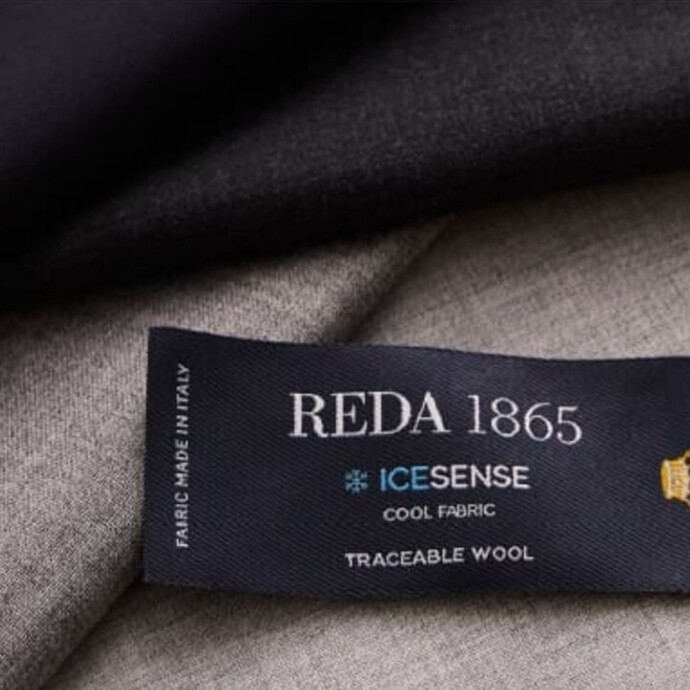 FABRIC MADE IN ITALY
REDA 1865
ICESENSE
COOL FABRIC
TRACEABLE WOOL